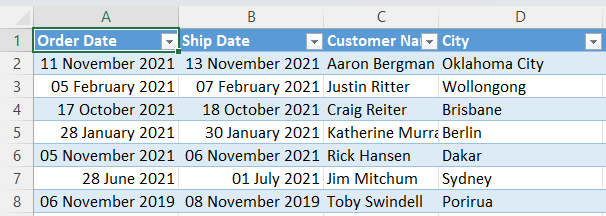 A B C D
1 Order Date Ship Date Customer Na City
2 11 November 2021 13 November 2021 Aaron Bergman Oklahoma City
3 05 February 2021 07 February 2021 Justin Ritter Wollongong
4 17 October 2021 18 October 2021 Craig Reiter Brisbane
5 28 January 2021 30 January 2021 Katherine Murra Berlin
6 05 November 2021 06 November 2021 Rick Hansen Dakar
7 28 June 2021 01 July 2021 Jim Mitchum Sydney
8 06 November 2019 08 November 2019 Toby Swindell Porirua